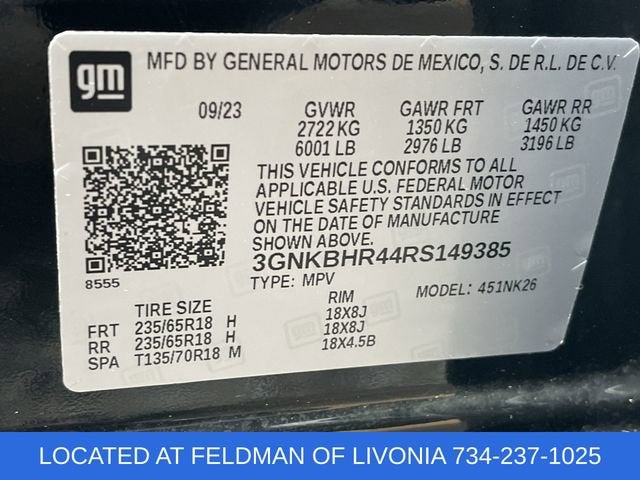 gm
MFD BY GENERAL MOTORS DE MEXICO, S. DE R.L. DE C.V.
09/23 GVWR GAWR FRT GAWR RR
2722 KG 1350 KG 1450 KG
6001 LB 2976 LB 3196 LB
THIS VEHICLE CONFORMS TO ALL
APPLICABLE U.S. FEDERAL MOTOR
VEHICLE SAFETY STANDARDS IN EFFECT
ON THE DATE OF MANUFACTURE
SHOWN ABOVE.
3GNKBHR44RS149385
8555 TYPE: MPV MODEL: 451NK26
TIRE SIZE RIM
FRT 235/65R18 H 18X8J
RR 235/65R18 H 18X8J
SPA T135/70R18 M 18X4.5B
LOCATED AT FELDMAN OF LIVONIA 734-237-1025